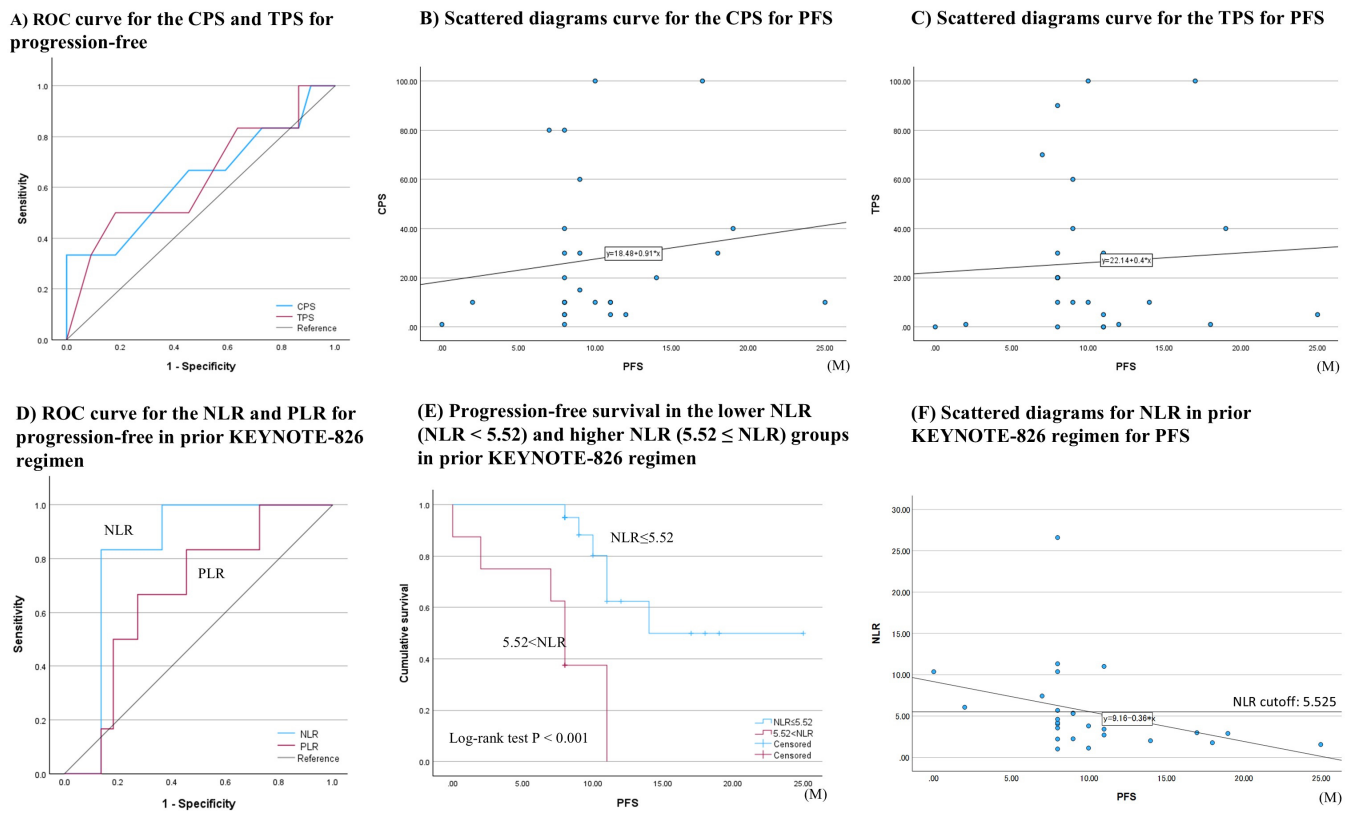 A) ROC curve for the CPS and TPS for
progression-free
1.0
0.8
0.6
0.4
0.2
0.0
Sensitivity
0.0 0.2 0.4 0.6 0.8 1.0
1 - Specificity
CPS
TPS
Reference
B) Scattered diagrams curve for the CPS for PFS
100.00
80.00
60.00
40.00
20.00
.00
CPS
y=18.48+0.91*x
.00 5.00 10.00 15.00 20.00 25.00
PFS
(M)
C) Scattered diagrams curve for the TPS for PFS
100.00
80.00
60.00
40.00
20.00
.00
TPS
y=22.14+0.4*x
.00 5.00 10.00 15.00 20.00 25.00
PFS
(M)
D) ROC curve for the NLR and PLR for
progression-free in prior KEYNOTE-826
regimen
1.0
0.8
0.6
0.4
0.2
0.0
Sensitivity
NLR
PLR
NLR
PLR
Reference
0.0 0.2 0.4 0.6 0.8 1.0
1 - Specificity
(E) Progression-free survival in the lower NLR
(NLR < 5.52) and higher NLR (5.52 ≤ NLR) groups
in prior KEYNOTE-826 regimen
1.0
0.8
0.6
0.4
0.2
0.0
Cumulative survival
NLR≤5.52
5.52<NLR
Log-rank test P < 0.001
NLR≤5.52
5.52<NLR
Censored
Censored
.00 5.00 10.00 15.00 20.00 25.00
PFS
(M)
(F) Scattered diagrams for NLR in prior
KEYNOTE-826 regimen for PFS
30.00
25.00
20.00
15.00
10.00
5.00
.00
NLR
NLR cutoff: 5.525
y=9.16-0.36*x
.00 5.00 10.00 15.00 20.00 25.00
PFS
(M)